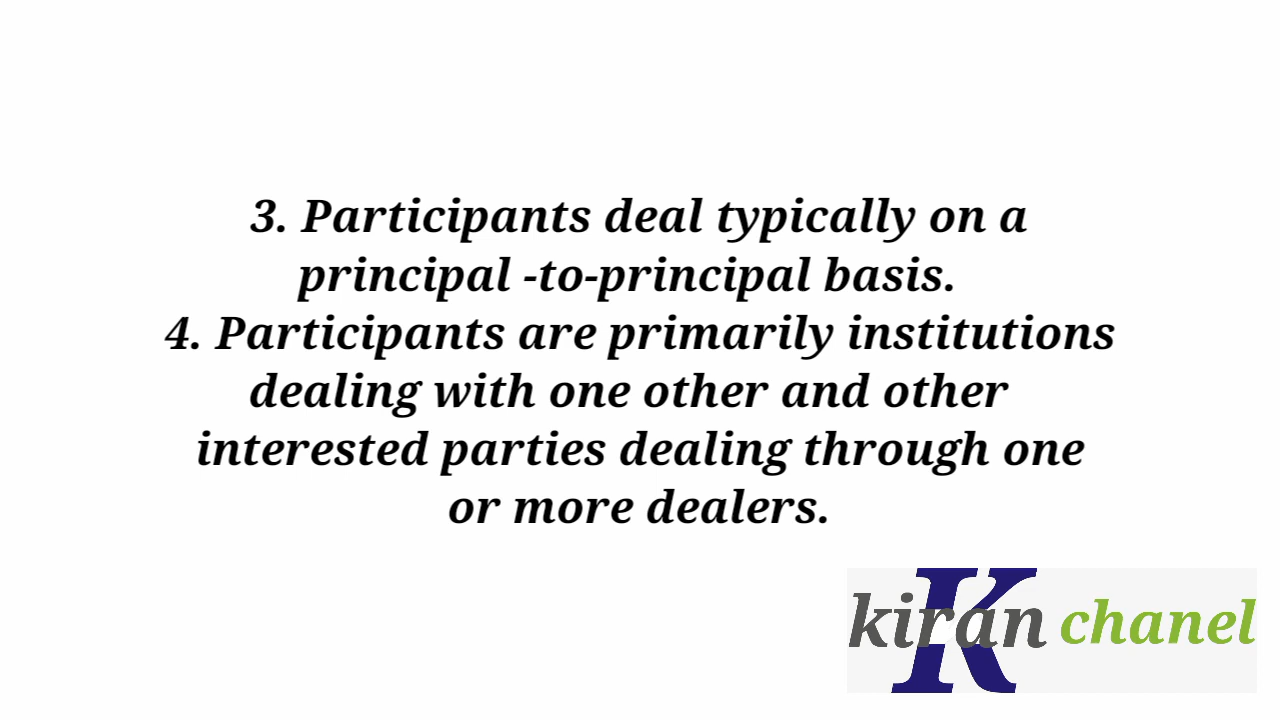 3. Participants deal typically on a
principal -to-principal basis.
4. Participants are primarily institutions
dealing with one other and other
interested parties dealing through one
or more dealers.
K
kiran chanel